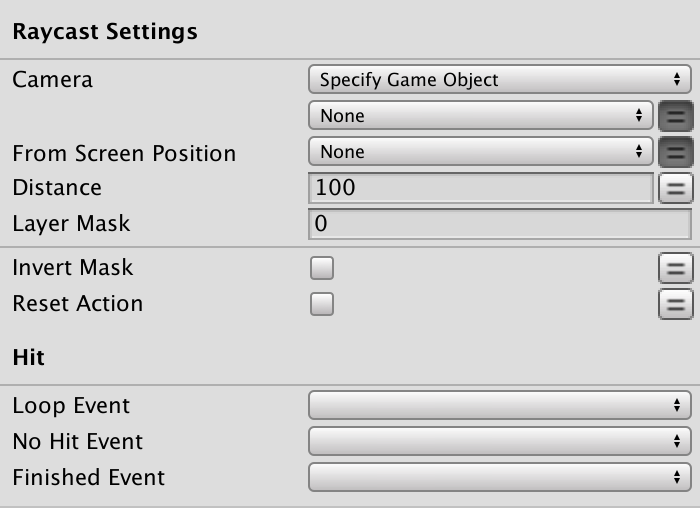 Raycast Settings
Camera Specify Game Object
None
From Screen Position None
Distance 100
Layer Mask 0
Invert Mask
Reset Action
Hit
Loop Event
No Hit Event
Finished Event